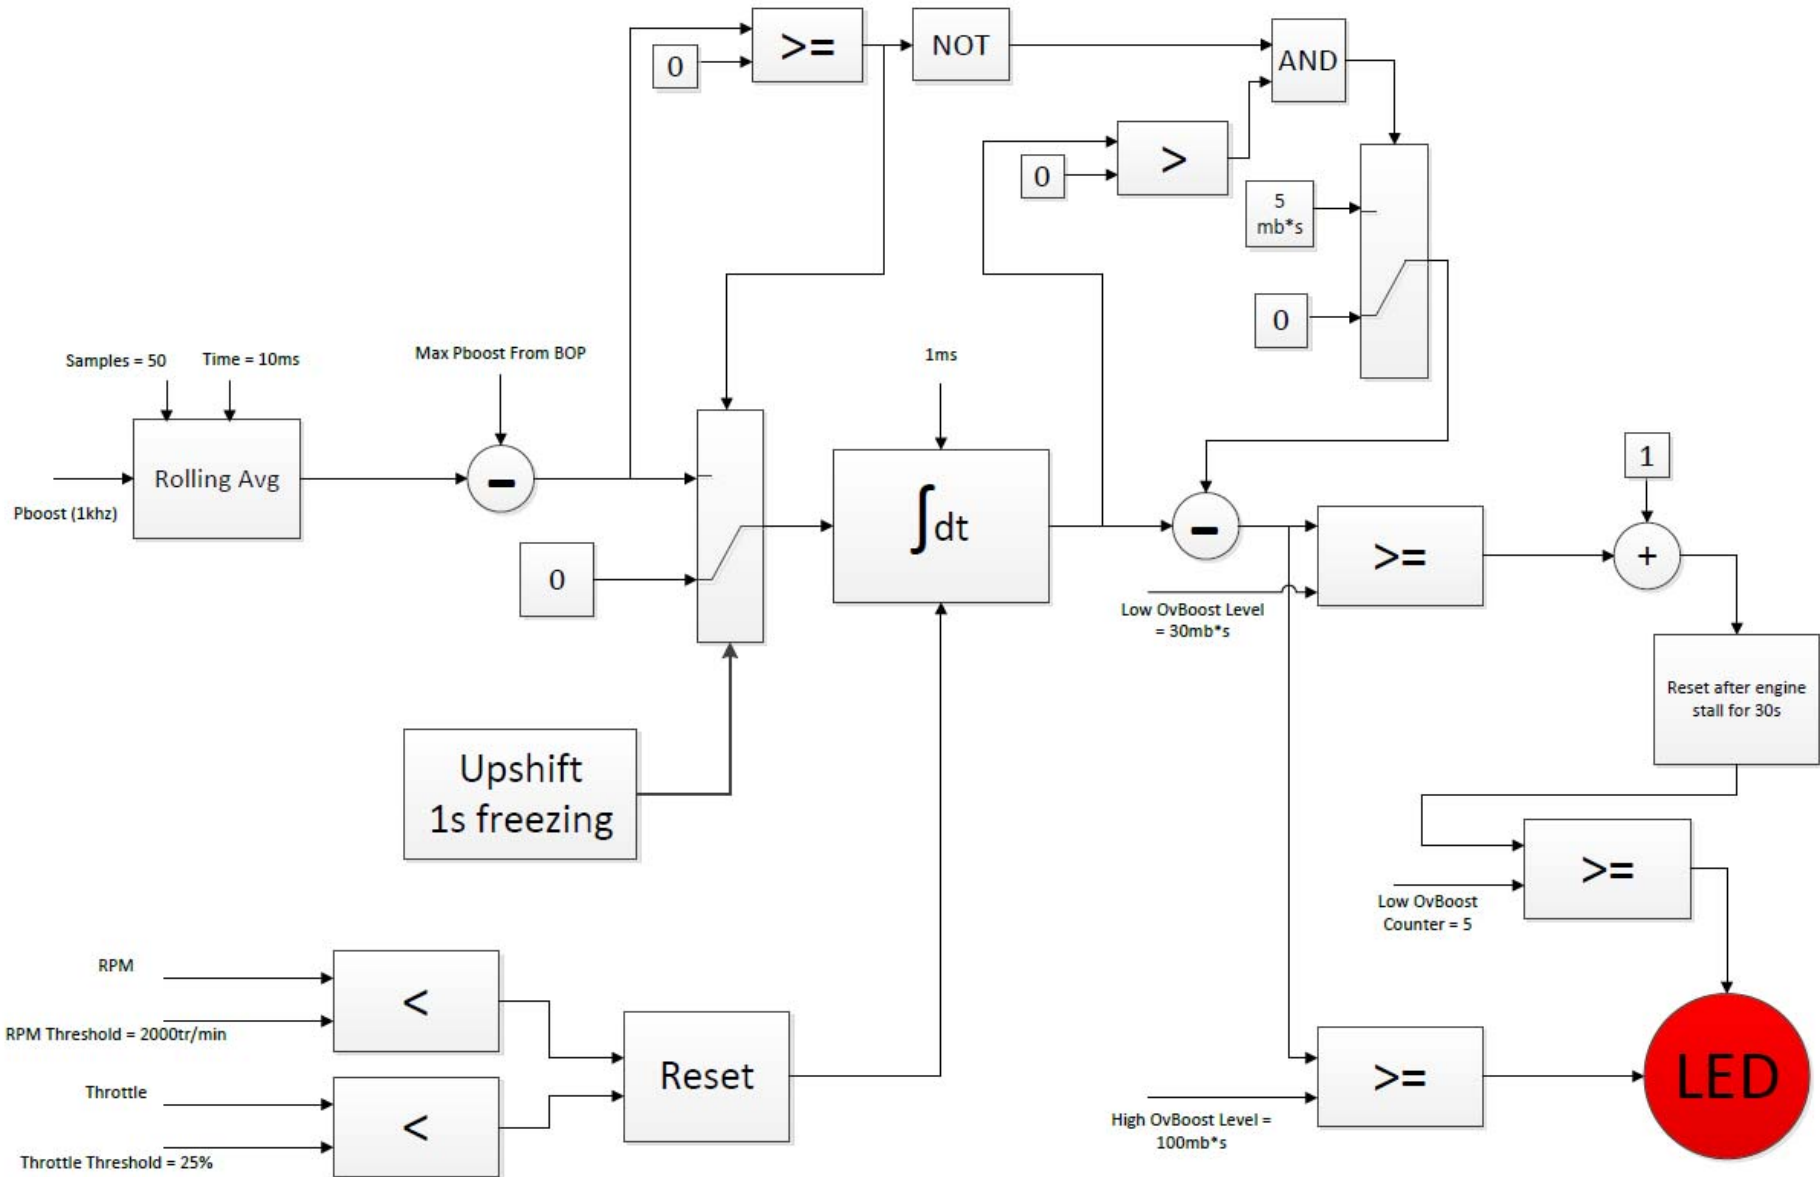 >=
NOT
AND
0
>
0
5
mb*s
0
Samples = 50
Time = 10ms
Max Pboost From BOP
1ms
Rolling Avg
Pboost (1khz)
-
0
∫dt
-
>=
1
+
Low OvBoost Level
= 30mb*s
Reset after engine
stall for 30s
Upshift
1s freezing
>=
Low OvBoost
Counter = 5
RPM
RPM Threshold = 2000tr/min
<
Throttle
Throttle Threshold = 25%
<
Reset
>=
High OvBoost Level =
100mb*s
LED